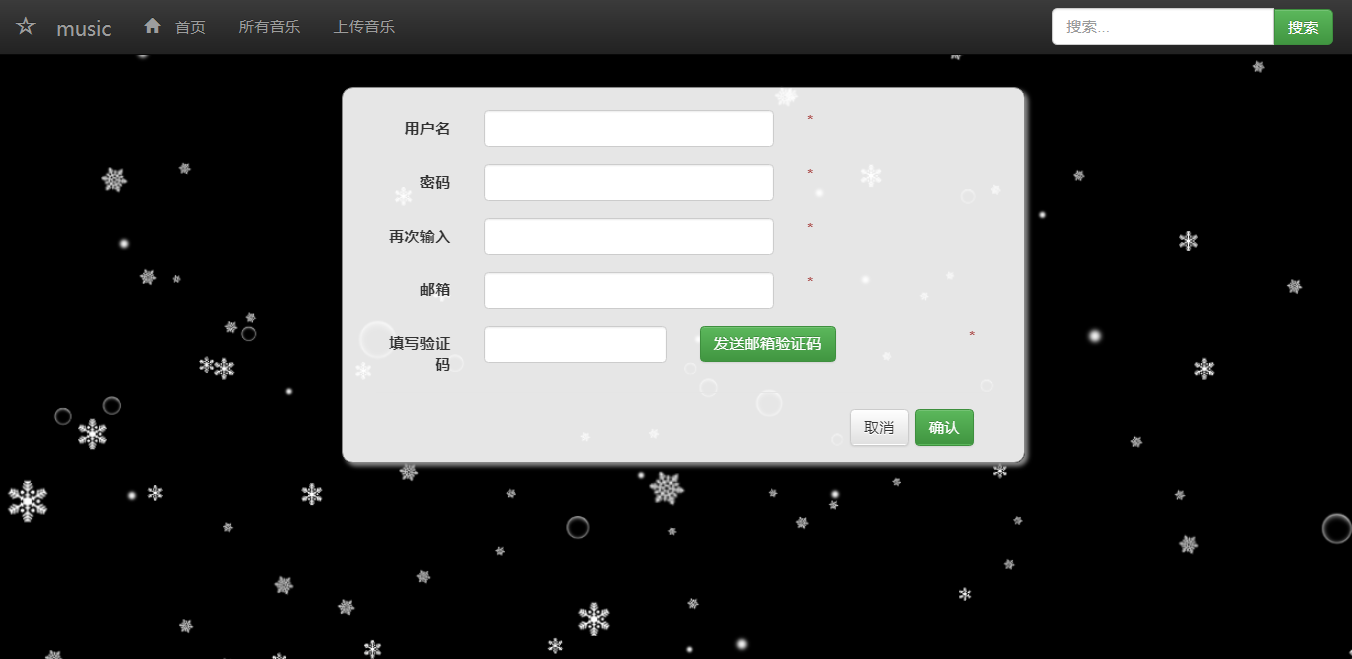 ☆ music 首页 所有音乐 上传音乐 搜索... 搜索
用户名 *
密码 *
再次输入 *
邮箱 *
填写验证 发送邮箱验证码 *
码
取消 确认